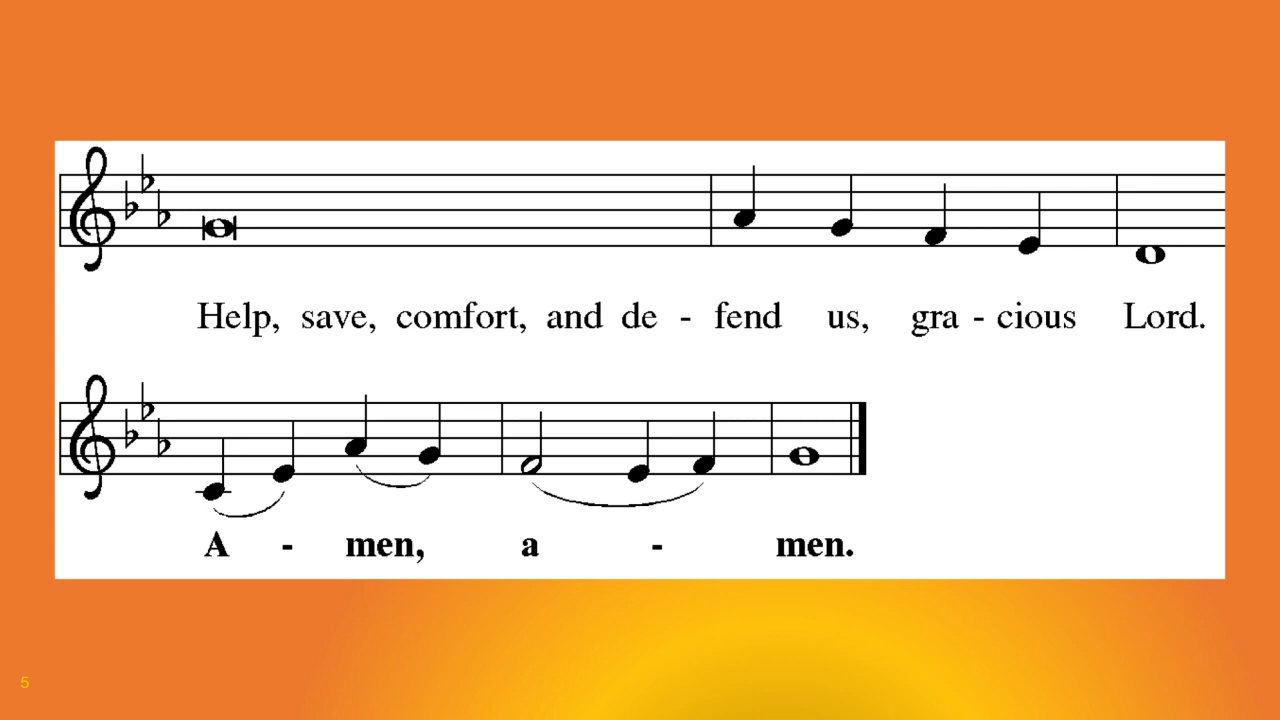 Help, save, comfort, and de - fend us, gra - cious Lord.
A - men, a - men.
5